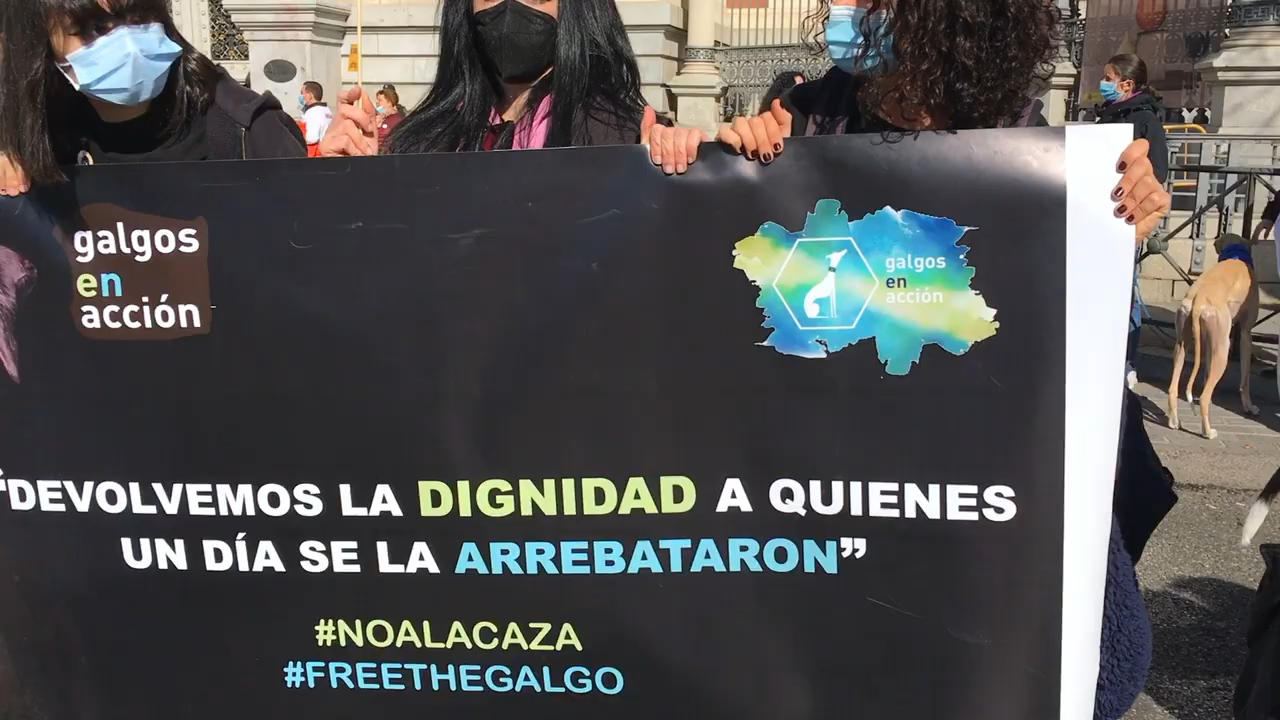 galgos
en
acción
galgos
en
acción
“DEVOLVEMOS LA DIGNIDAD A QUIENES
UN DÍA SE LA ARREBATARON”
#NOALACAZA
#FREETHEGALGO